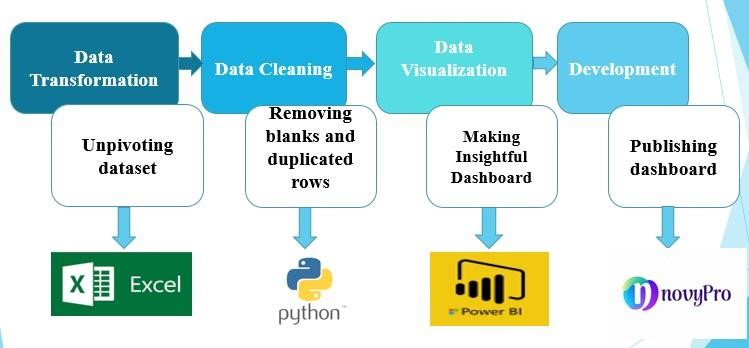 Data
Transformation
Data Cleaning
Data
Visualization
Development
Unpivoting
dataset
Removing
blanks and
duplicated
rows
Making
Insightful
Dashboard
Publishing
dashboard
X Excel
python™
Power BI
novyPro